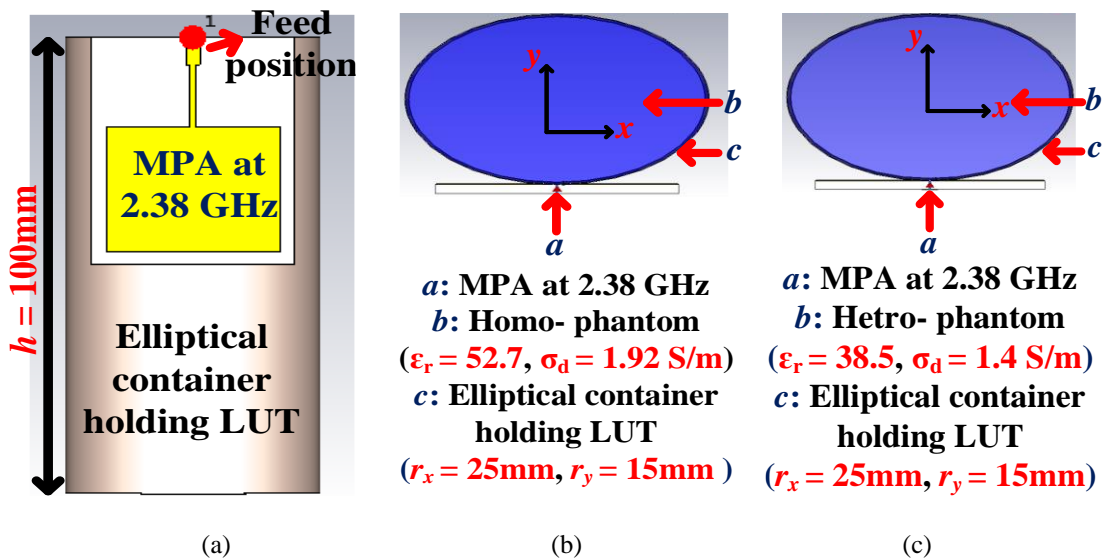 1
Feed
position
MPA at
2.38 GHz
h = 100mm
Elliptical
container
holding LUT
(a)
y
x
b
c
a
a: MPA at 2.38 GHz
b: Homo- phantom
(εr = 52.7, σd = 1.92 S/m)
c: Elliptical container
holding LUT
(rx = 25mm, ry = 15mm )
(b)
y
x
b
c
a
a: MPA at 2.38 GHz
b: Hetro- phantom
(εr = 38.5, σd = 1.4 S/m)
c: Elliptical container
holding LUT
(rx = 25mm, ry = 15mm)
(c)